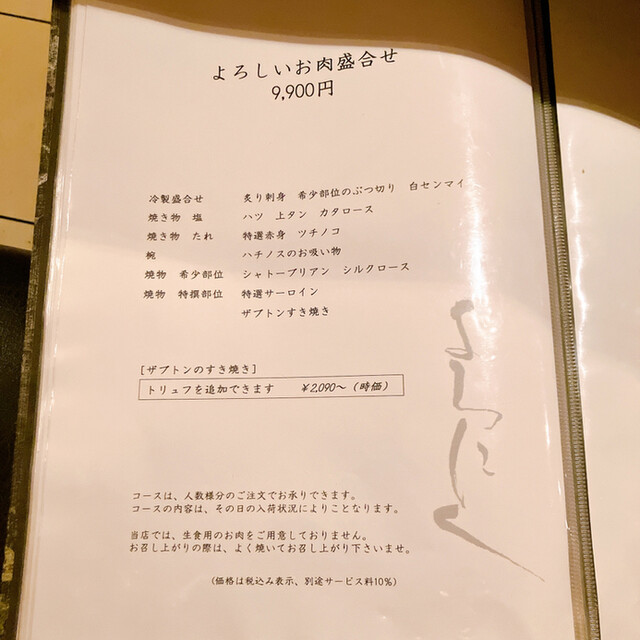 よろしいお肉盛合せ
9,900円
冷製盛合せ　炙り刺身　希少部位のぶつ切り　白センマイ
焼き物　塩　ハツ　上タン　カタロース
焼き物　たれ　特選赤身　ツチノコ
椀　ハチノスのお吸い物
焼物　希少部位　シャトーブリアン　シルクロース
焼物　特撰部位　特選サーロイン
ザブトンすき焼き
[ザブトンのすき焼き]
トリュフを追加できます　￥2,090～（時価）
コースは、人数様分のご注文でお承りできます。
コースの内容は、その日の入荷状況によりことなります。
当店では、生食用のお肉をご用意しておりません。
お召し上がりの際は、よく焼いてお召し上がり下さいませ。
（価格は税込み表示、別途サービス料10%）
よろにく